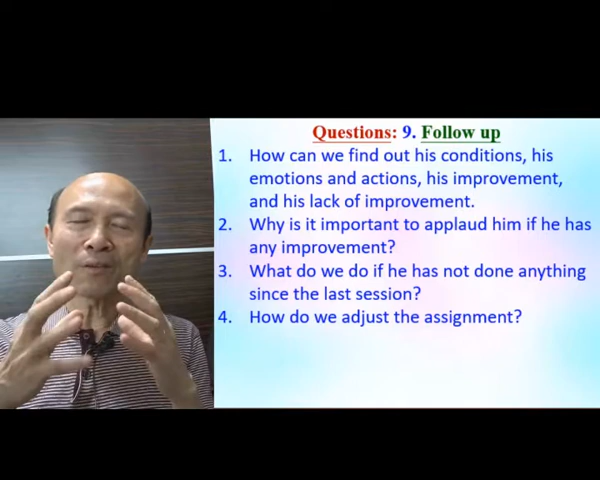 Questions: 9. Follow up
1. How can we find out his conditions, his
emotions and actions, his improvement,
and his lack of improvement.
2. Why is it important to applaud him if he has
any improvement?
3. What do we do if he has not done anything
since the last session?
4. How do we adjust the assignment?